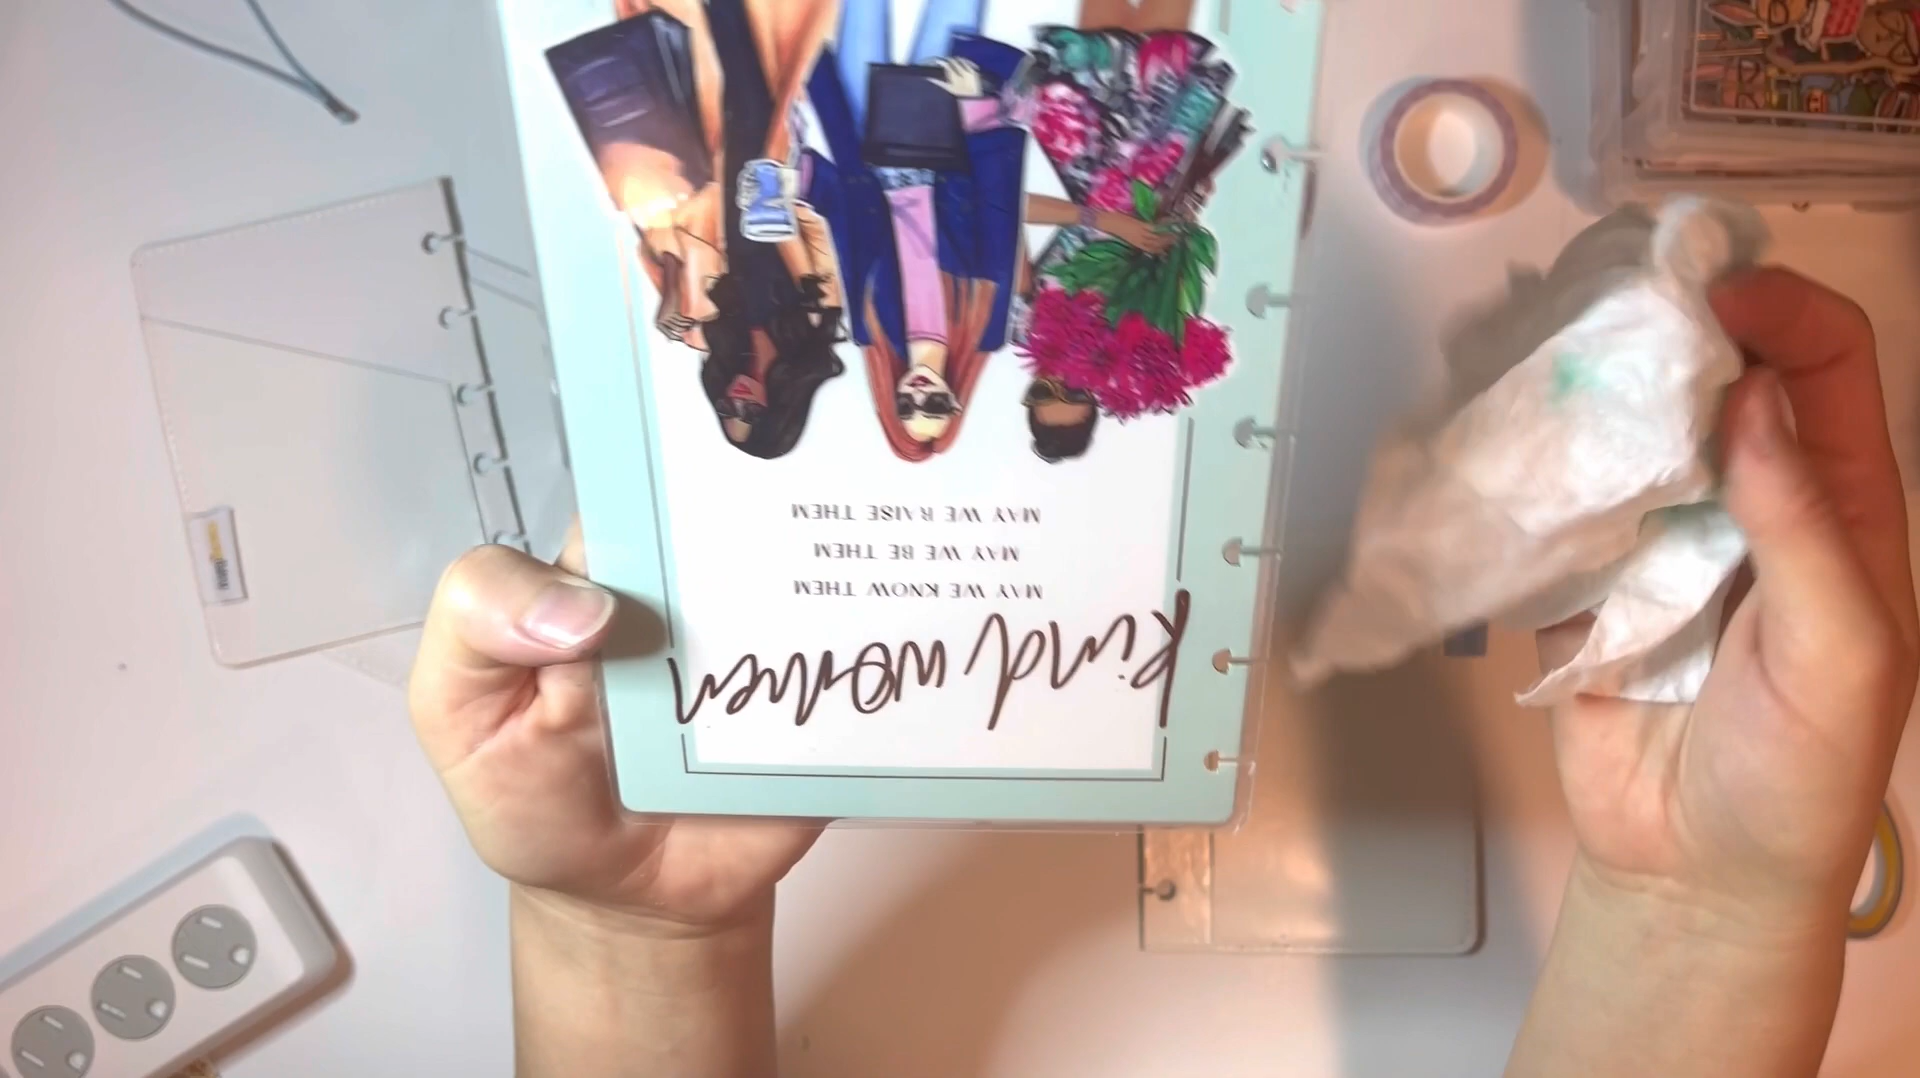 Kind women
MAY WE KNOW THEM
MAY WE BE THEM
MAY WE RAISE THEM